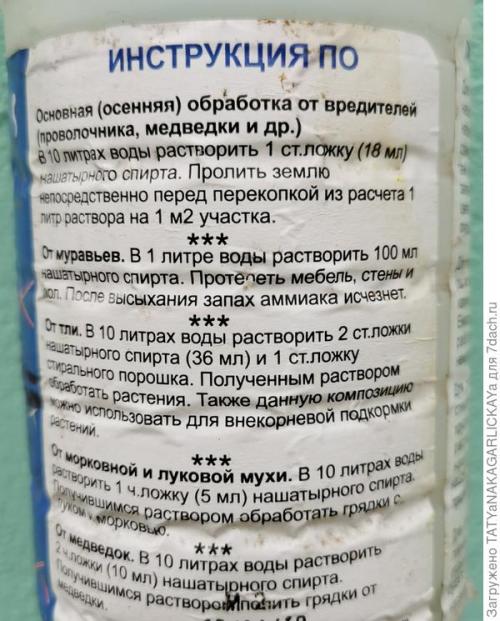 ИНСТРУКЦИЯ ПО
Основная (осенняя) обработка от вредителей
(проволочника, медведки и др.)
В 10 литрах воды растворить 1 ст.ложку (18 мл)
нашатырного спирта. Пролить землю
непосредственно перед перекопкой из расчета 1
литр раствора на 1 м2 участка.
***
От муравьев. В 1 литре воды растворить 100 мл
нашатырного спирта. Протереть мебель, стены и
пол. После высыхания запах аммиака исчезнет.
***
От тли. В 10 литрах воды растворить 2 ст.ложки
нашатырного спирта (36 мл) и 1 ст.ложку
стирального порошка. Полученным раствором
обработать растения. Также данную композицию
можно использовать для внекорневой подкормки
растений.
***
От морковной и луковой мухи. В 10 литрах воды
растворить 1 ч.ложку (5 мл) нашатырного спирта.
Получившимся раствором обработать грядки с
луком и морковью.
***
От медведок. В 10 литрах воды растворить
2 ч.ложки (10 мл) нашатырного спирта.
Получившимся раствором полить грядки от
медведки.
Загружено TATYaNAKAGARLICKAYa для 7dach.ru